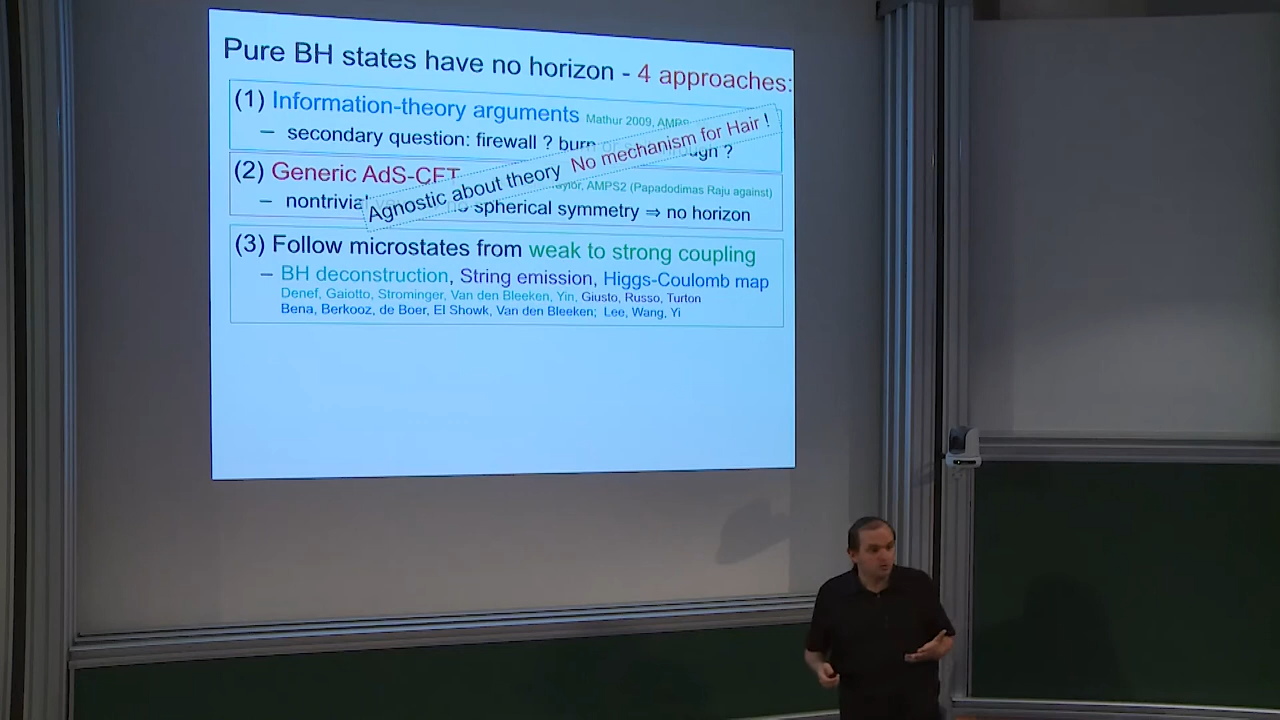 Pure BH states have no horizon - 4 approaches:
(1) Information-theory arguments Mathur 2009,
– secondary question: firewall ?
Agnostic about theory No mechanism for Hair !
(2) Generic AdS-CFT AMPS2 (Papadodimas Raju against)
– spherical symmetry ⇒ no horizon
(3) Follow microstates from weak to strong coupling
– BH deconstruction, String emission, Higgs-Coulomb map
Denef, Gaiotto, Strominger, Van den Bleeken, Yin, Giusto, Russo, Turton
Bena, Berkooz, de Boer, El Showk, Van den Bleeken; Lee, Wang, Yi